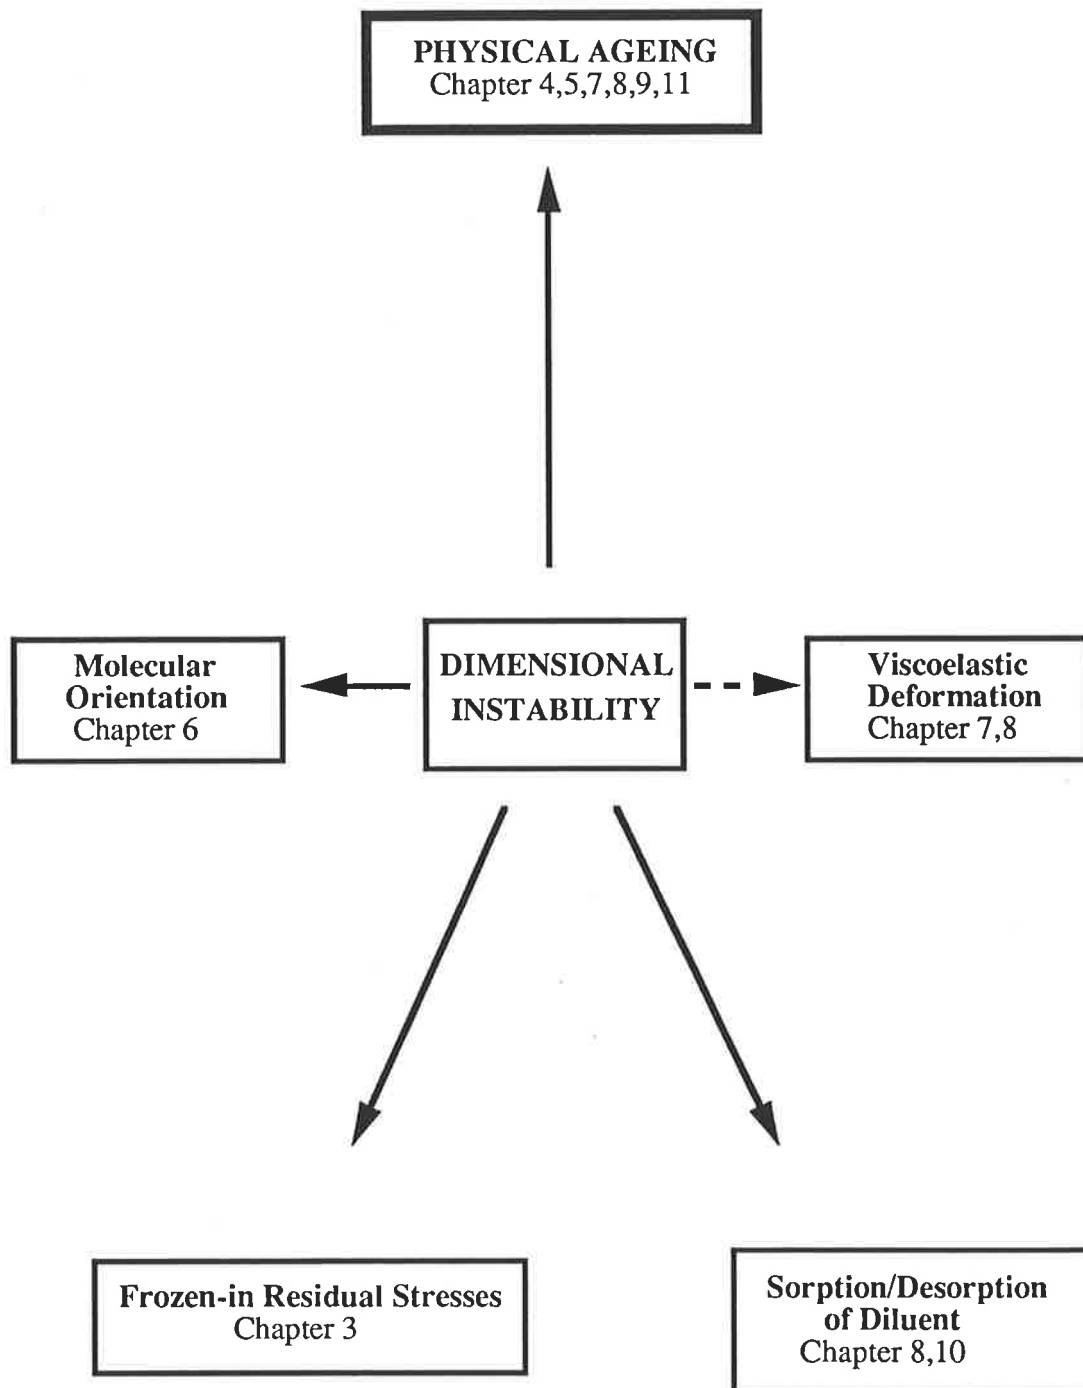 PHYSICAL AGEING
Chapter 4,5,7,8,9,11
Molecular
Orientation
Chapter 6
DIMENSIONAL
INSTABILITY
Viscoelastic
Deformation
Chapter 7,8
Frozen-in Residual Stresses
Chapter 3
Sorption/Desorption
of Diluent
Chapter 8,10